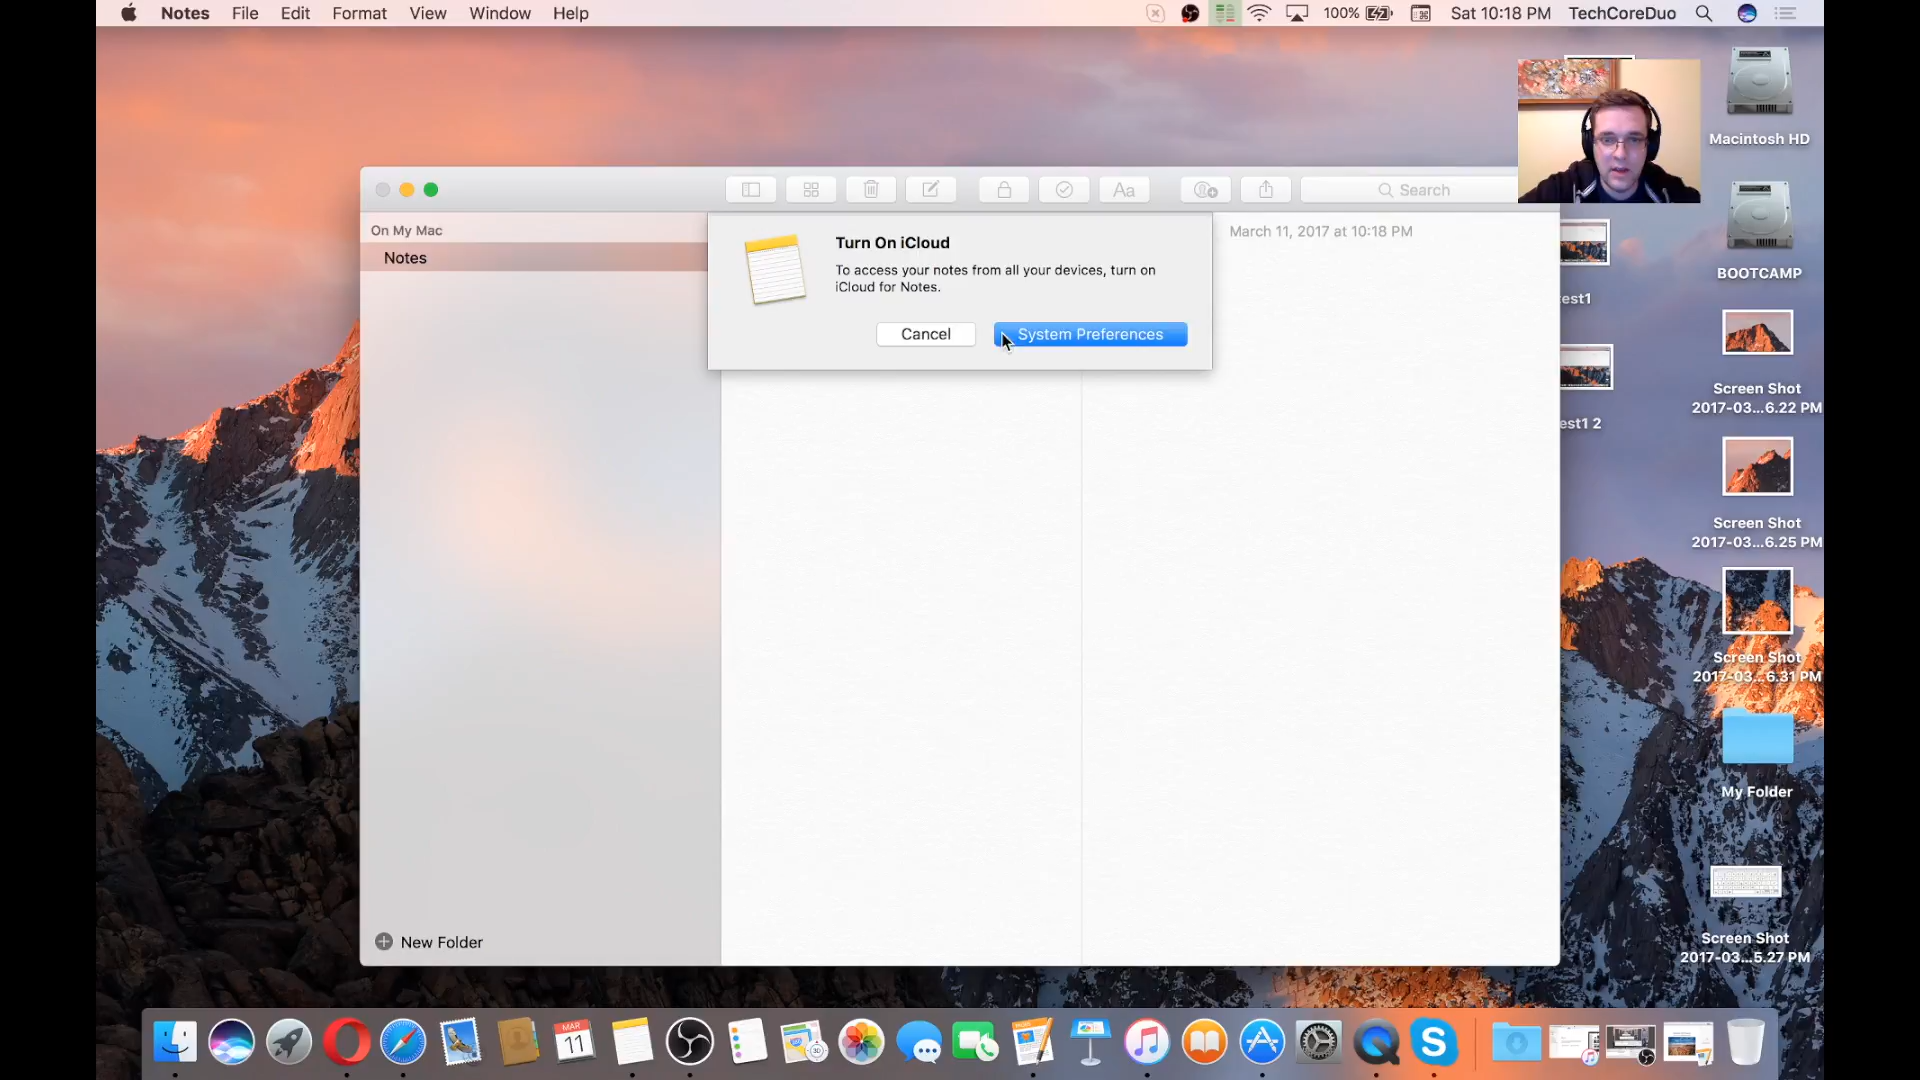 Notes File Edit Format View Window Help
100% Sat 10:18 PM TechCoreDuo
Search
On My Mac
Notes
Turn On iCloud
To access your notes from all your devices, turn on
iCloud for Notes.
Cancel
System Preferences
March 11, 2017 at 10:18 PM
Aa
New Folder
Macintosh HD
BOOTCAMP
est1
Screen Shot
2017-03...6.22 PM
est1 2
Screen Shot
2017-03...6.25 PM
Screen Shot
2017-03...6.31 PM
My Folder
Screen Shot
2017-03...5.27 PM
MAR
11